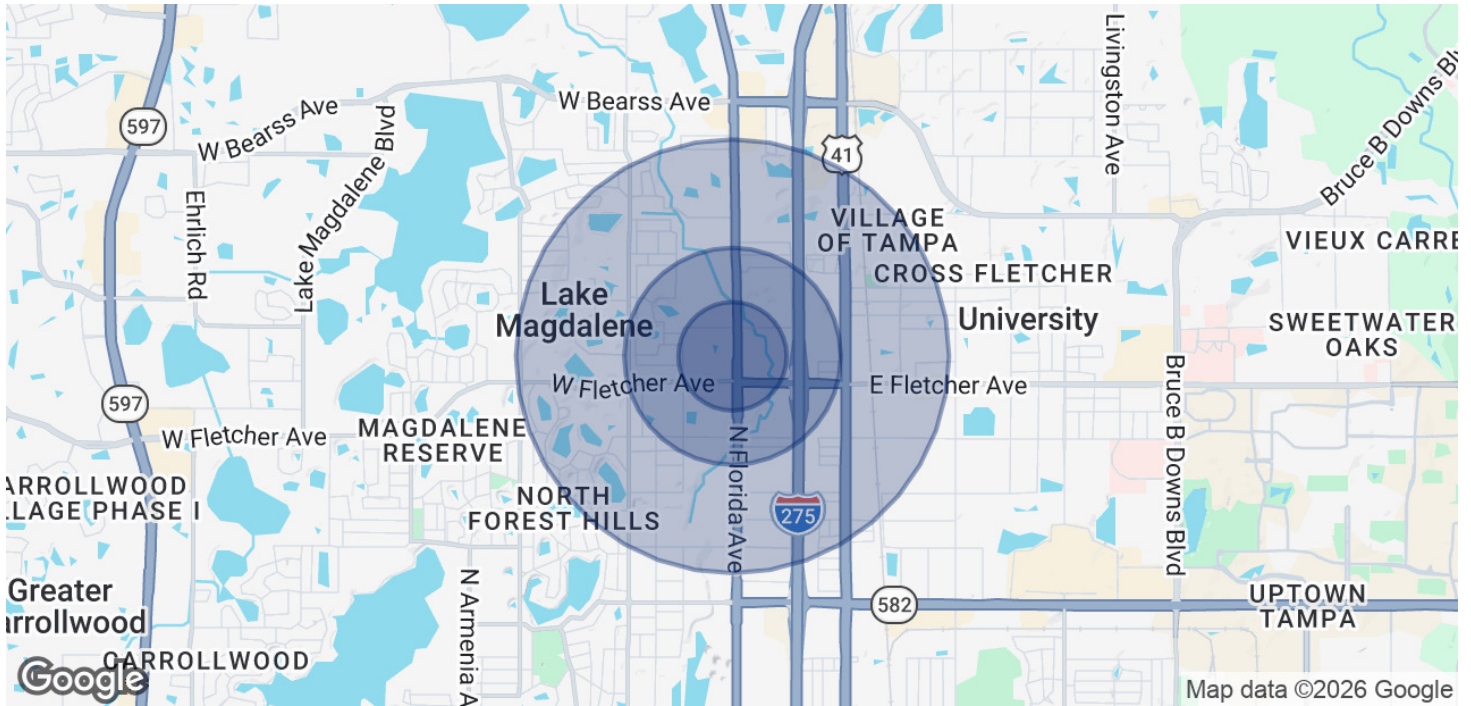 W Bearss Ave
597
W Bearss Ave
Lake Magdalene Blvd
Ehrlich Rd
41
Livingston Ave
Bruce B Downs Bl
VILLAGE
OF TAMPA
CROSS FLETCHER
VIEUX CARRE
Lake
Magdalene
University
SWEETWATER
OAKS
W Fletcher Ave
E Fletcher Ave
597
W Fletcher Ave
MAGDALENE
RESERVE
Bruce B Downs Blvd
N Florida Ave
ARROLLWOOD
LLAGE PHASE I
NORTH
FOREST HILLS
275
N Armenia A
Greater
arrollwood
582
UPTOWN
TAMPA
CARROLLWOOD
Google
Map data ©2026 Google